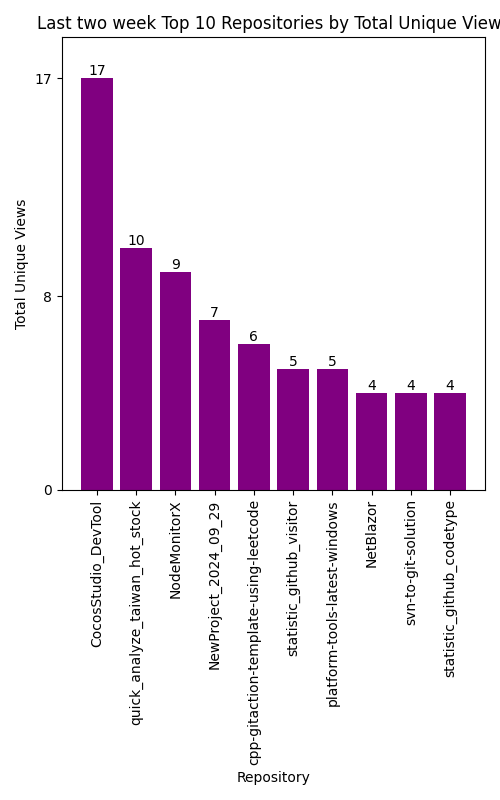 Last two week Top 10 Repositories by Total Unique View
17
10
9
7
6
5
5
4
4
4
17
8
0
Total Unique Views
CocosStudio_DevTool
quick_analyze_taiwan_hot_stock
NodeMonitorX
NewProject_2024_09_29
cpp-gitaction-template-using-leetcode
statistic_github_visitor
platform-tools-latest-windows
NetBlazor
svn-to-git-solution
statistic_github_codetype
Repository